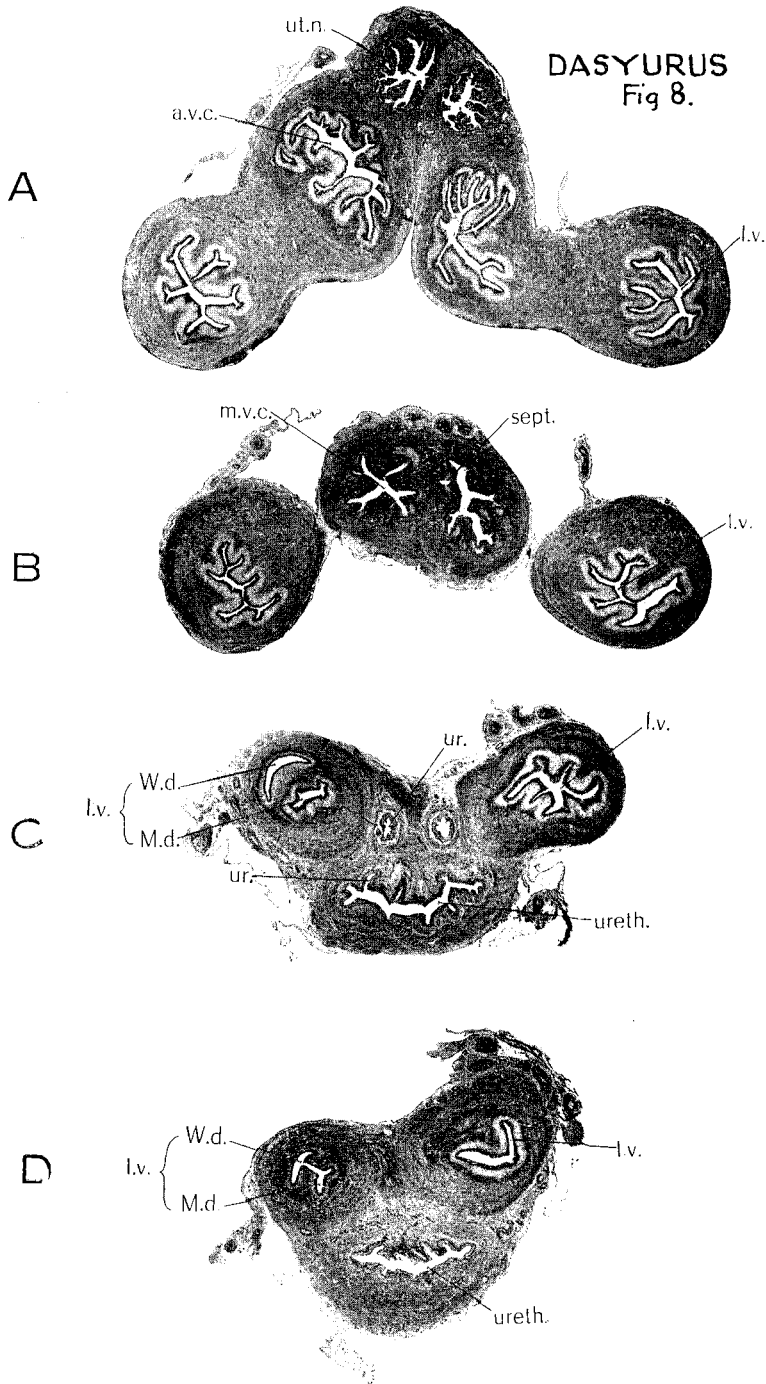 DASYURUS
Fig 8.
ut.n.
a.v.c.
A
l.v.
m.v.c.
sept.
B
l.v.
l.v.
ur.
W.d.
l.v.
M.d.
C
ur.
ureth.
W.d.
l.v.
l.v.
M.d.
D
ureth.